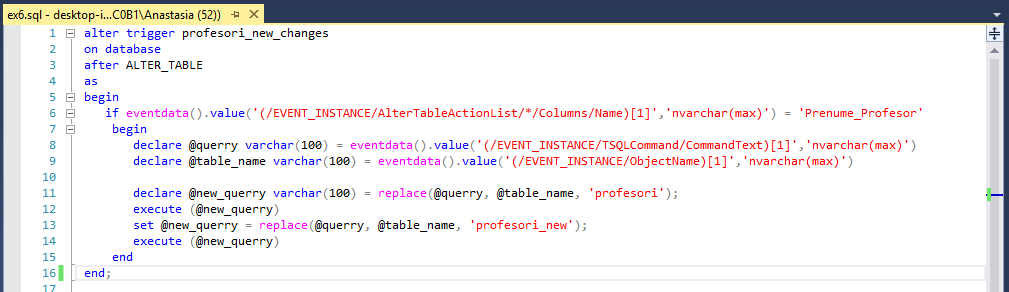 ex6.sql - desktop-i...C0B1\Anastasia (52))
1 alter trigger profesori_new_changes
2 on database
3 after ALTER_TABLE
4 as
5 begin
6 if eventdata().value('(/EVENT_INSTANCE/AlterTableActionList/*/Columns/Name)[1]','nvarchar(max)') = 'Prenume_Profesor'
7 begin
8 declare @querry varchar(100) = eventdata().value('(/EVENT_INSTANCE/TSQLCommand/CommandText)[1]','nvarchar(max)')
9 declare @table_name varchar(100) = eventdata().value('(/EVENT_INSTANCE/ObjectName)[1]','nvarchar(max)')
10
11 declare @new_querry varchar(100) = replace(@querry, @table_name, 'profesori');
12 execute (@new_querry)
13 set @new_querry = replace(@querry, @table_name, 'profesori_new');
14 execute (@new_querry)
15 end
16 end;
17